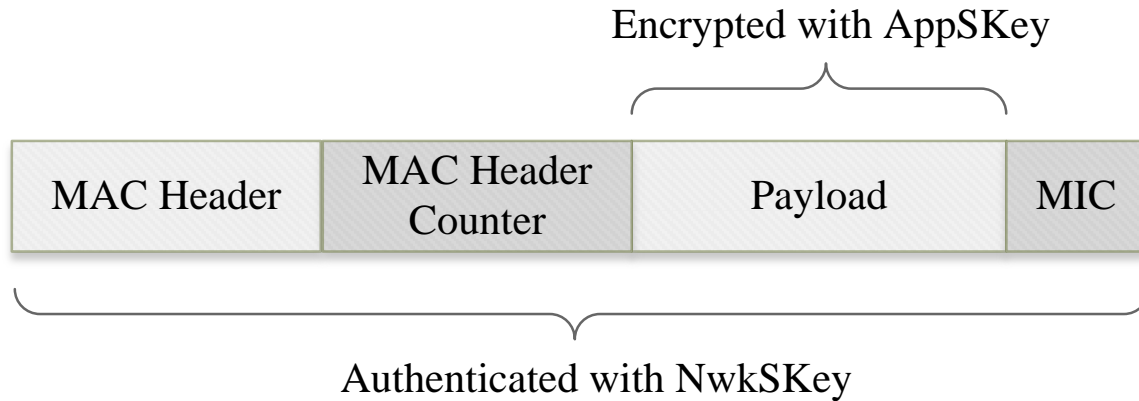 Encrypted with AppSKey
MAC Header
MAC Header
Counter
Payload
MIC
Authenticated with NwkSKey